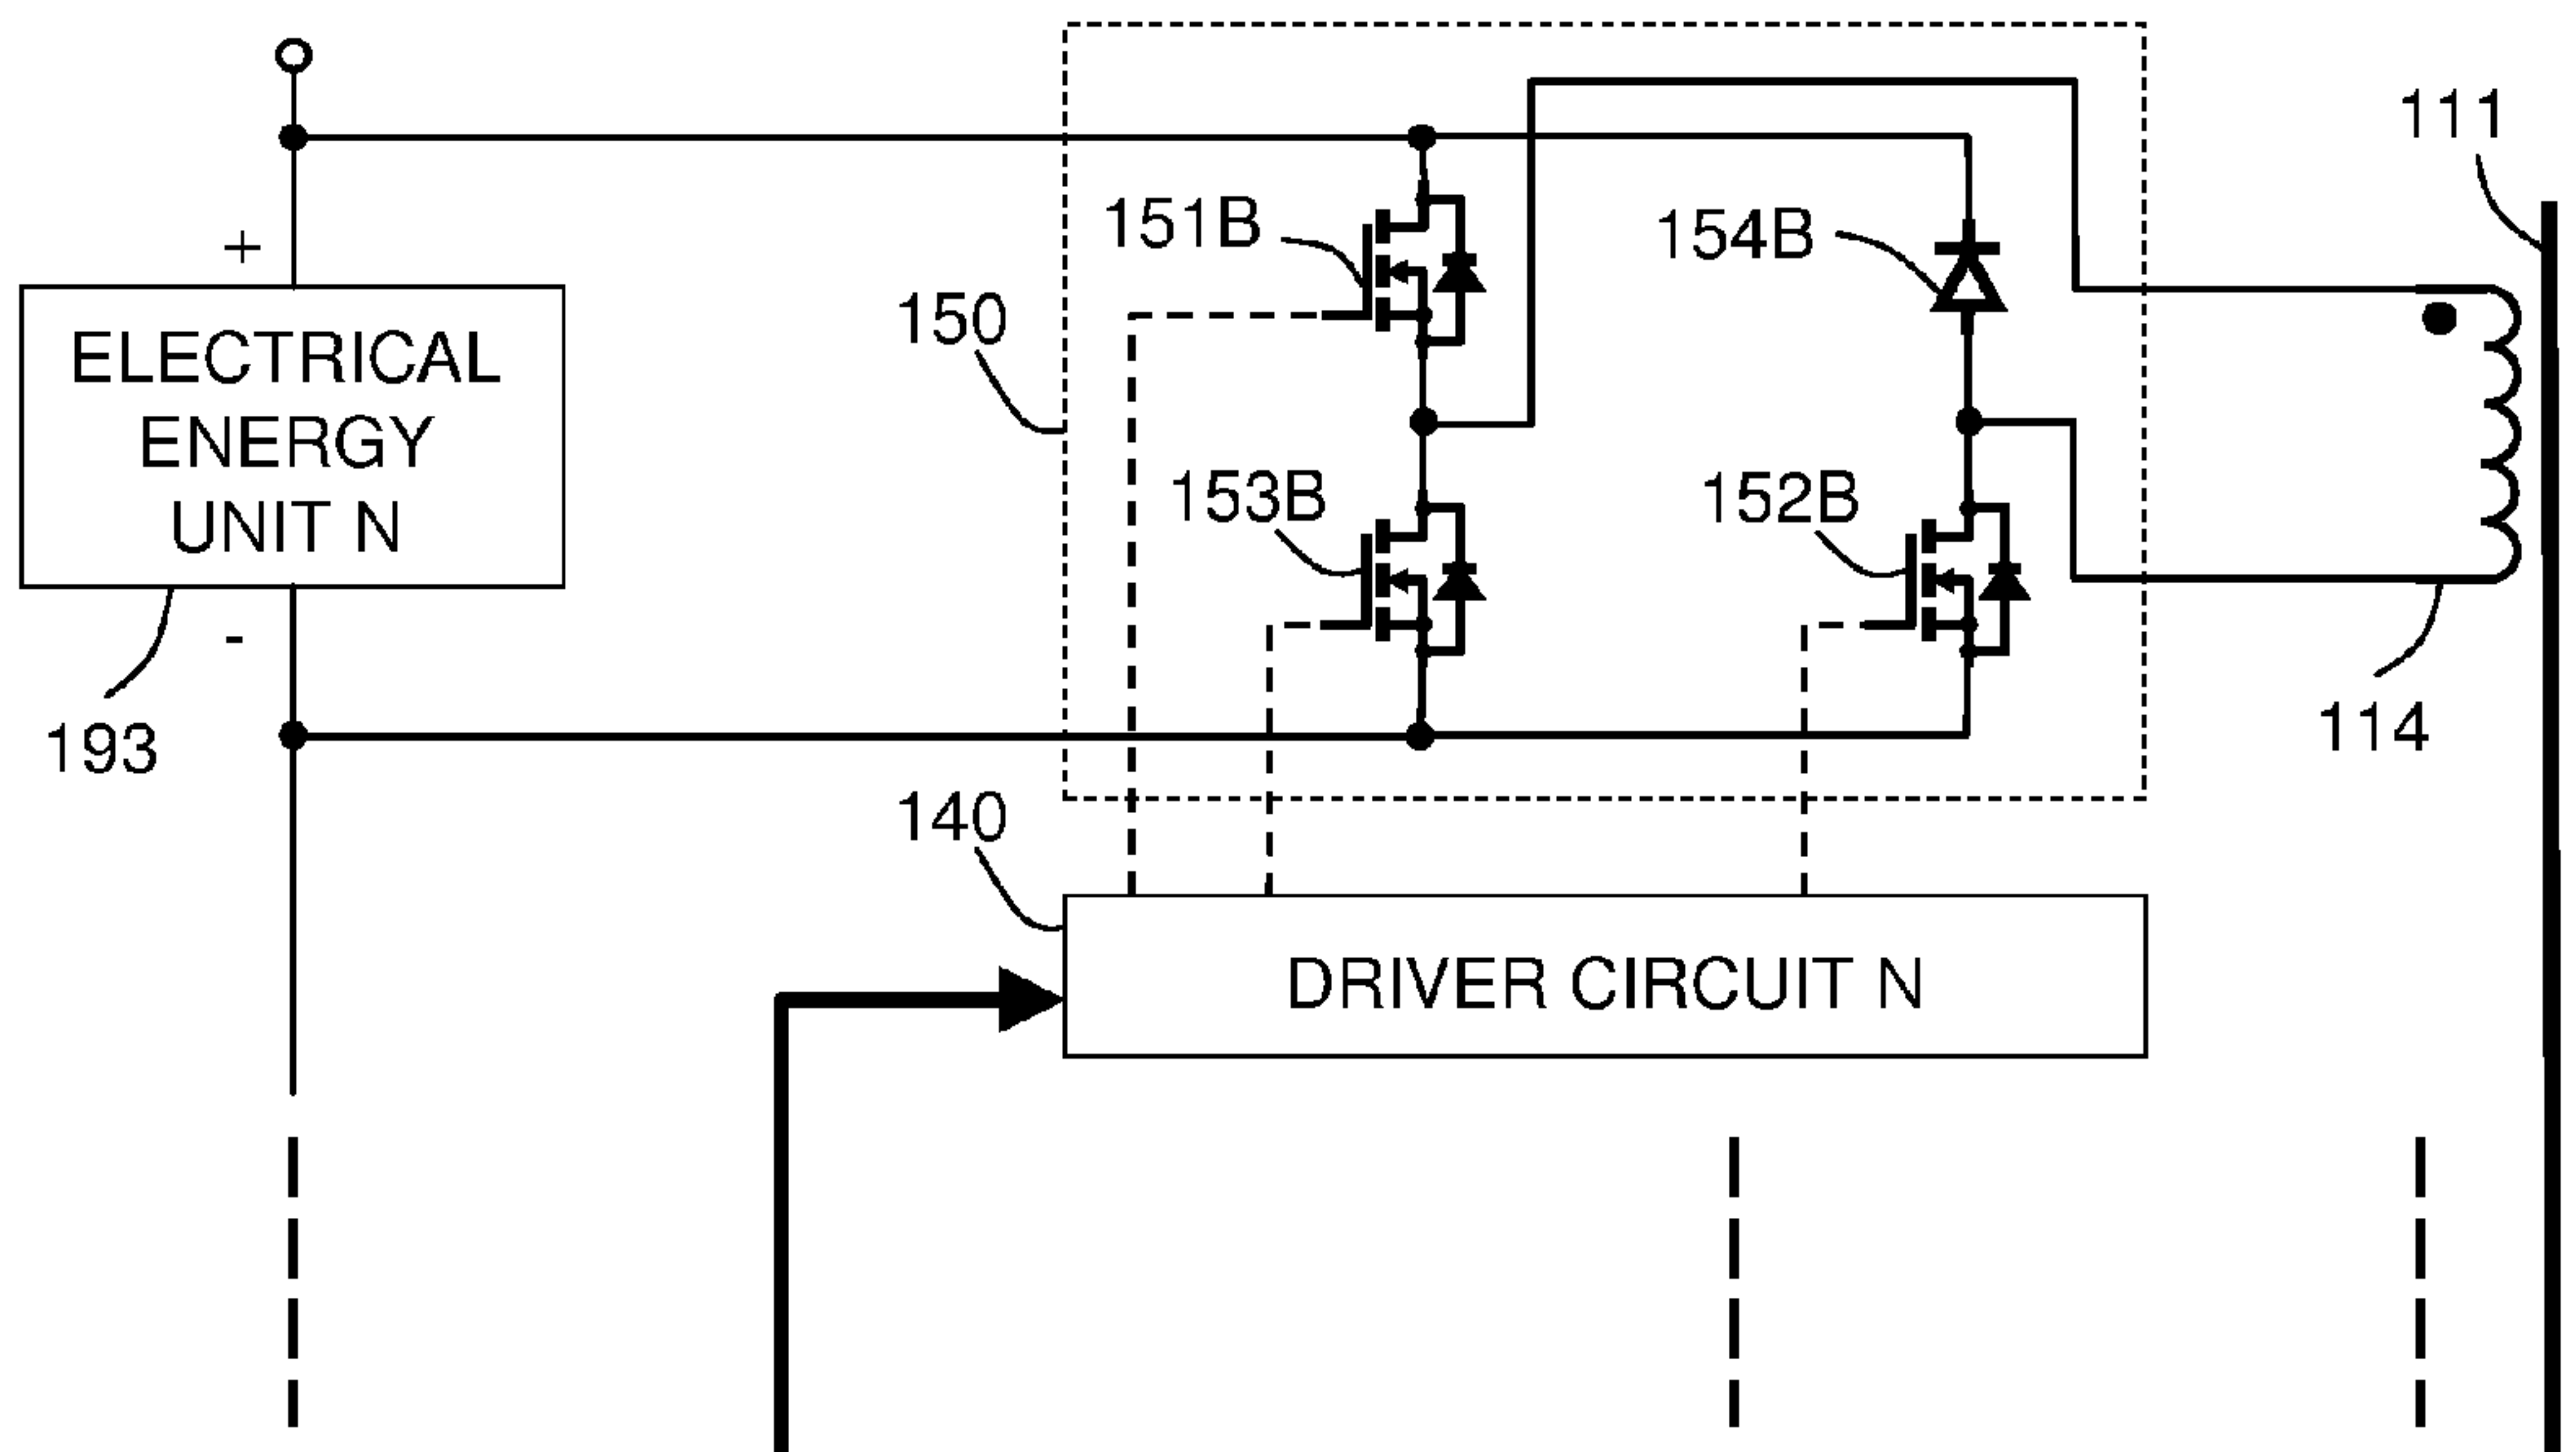 111
151B
154B
+
150
ELECTRICAL
ENERGY
UNIT N
153B
152B
-
193
114
140
DRIVER CIRCUIT N